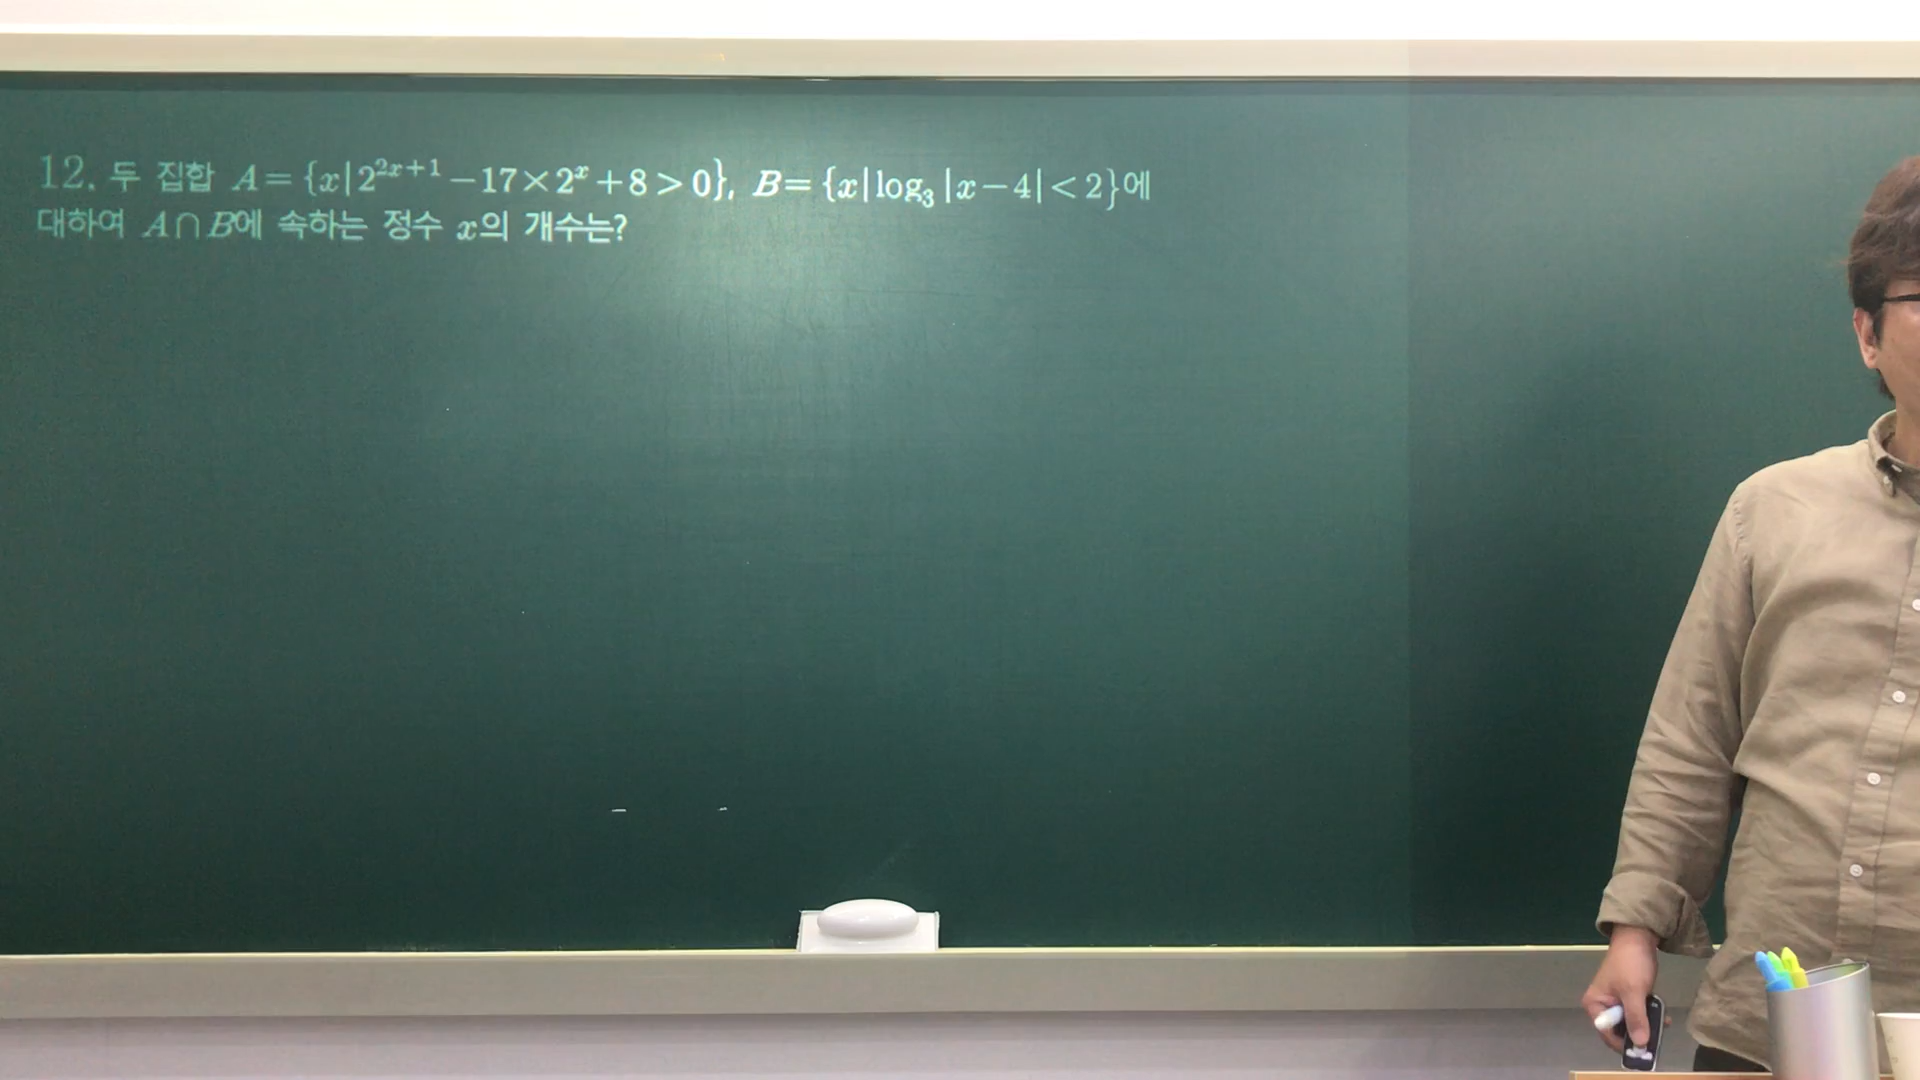 12. 두 집합 A = {x | 2^{2x+1} − 17 × 2^x + 8 > 0}, B = {x | log₃ |x − 4| < 2}에
대하여 A ∩ B에 속하는 정수 x의 개수는?